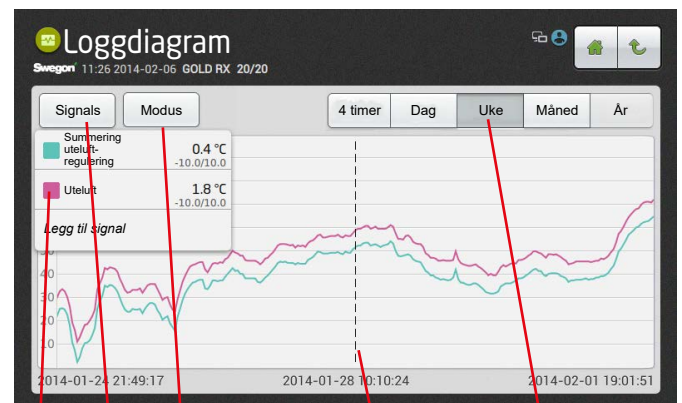 Loggdiagram
Swegon 11:26 2014-02-06 GOLD RX 20/20
Signals Modus 4 timer Dag Uke Måned År
Summering
uteluft-
regulering
0.4 °C
-10.0/10.0
Uteluft 1.8 °C
-10.0/10.0
Legg til signal
40
30
20
10
2014-01-24 21:49:17 2014-01-28 10:10:24 2014-02-01 19:01:51